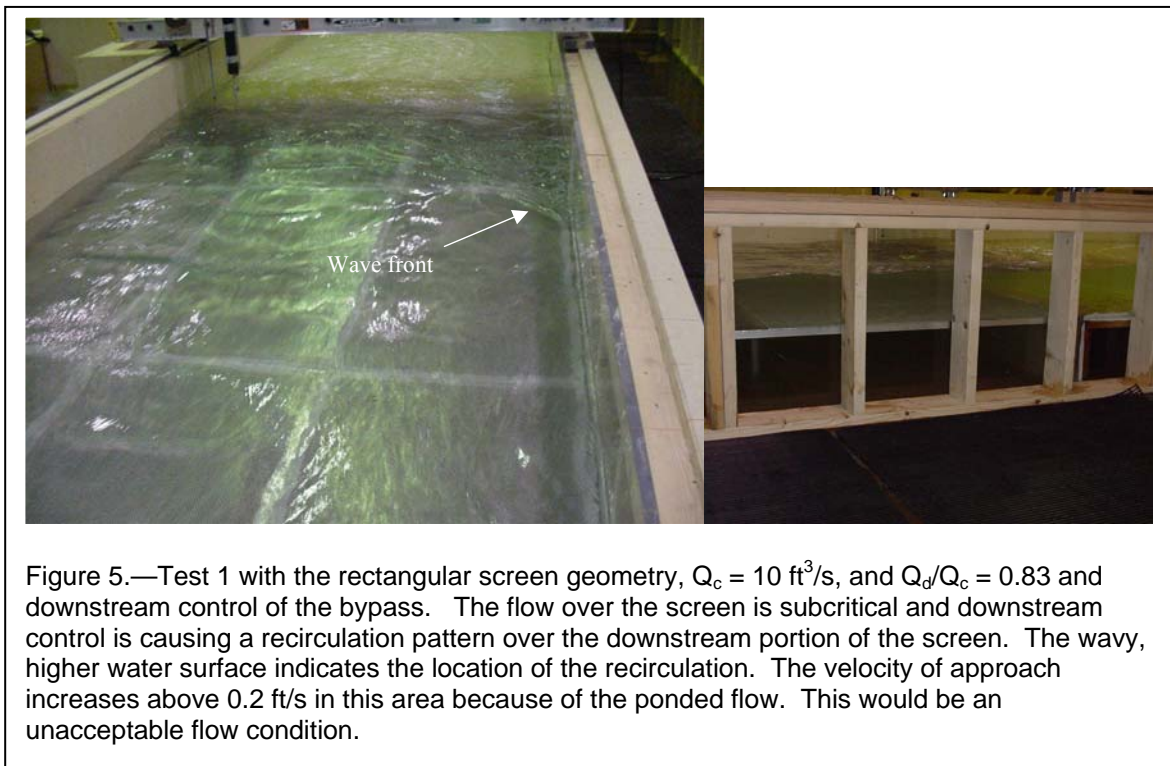 Wave front
Figure 5.—Test 1 with the rectangular screen geometry, Qc = 10 ft³/s, and Qd/Qc = 0.83 and
downstream control of the bypass. The flow over the screen is subcritical and downstream
control is causing a recirculation pattern over the downstream portion of the screen. The wavy,
higher water surface indicates the location of the recirculation. The velocity of approach
increases above 0.2 ft/s in this area because of the ponded flow. This would be an
unacceptable flow condition.